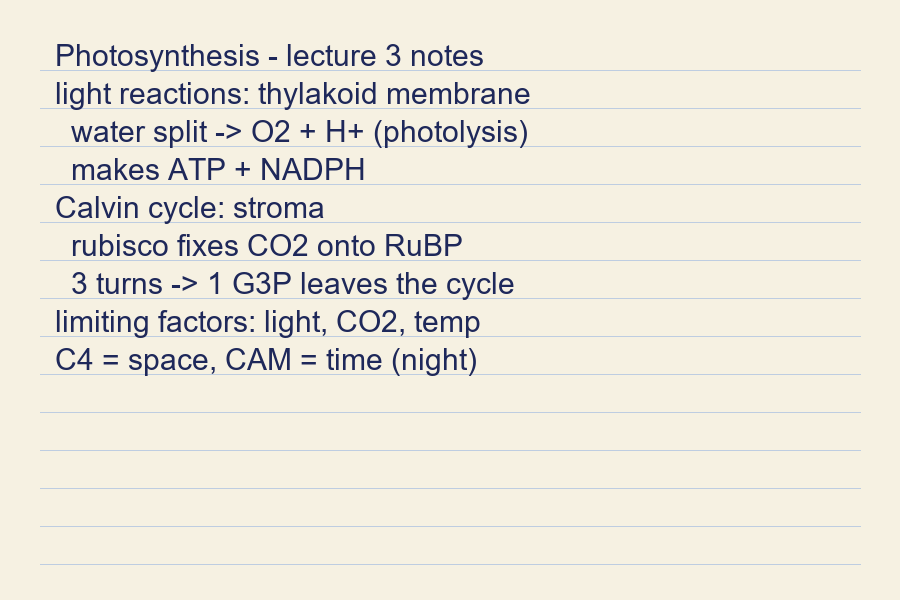 Photosynthesis - lecture 3 notes
light reactions: thylakoid membrane
water split -> O2 + H+ (photolysis)
makes ATP + NADPH
Calvin cycle: stroma
rubisco fixes CO2 onto RuBP
3 turns -> 1 G3P leaves the cycle
limiting factors: light, CO2, temp
C4 = space, CAM = time (night)